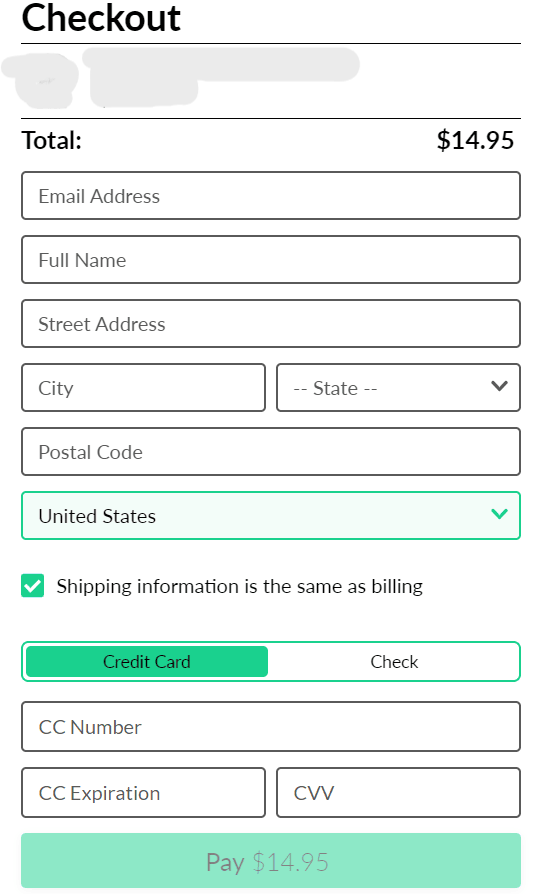 Checkout
Total: $14.95
Email Address
Full Name
Street Address
City -- State --
Postal Code
United States
Shipping information is the same as billing
Credit Card Check
CC Number
CC Expiration CVV
Pay $14.95